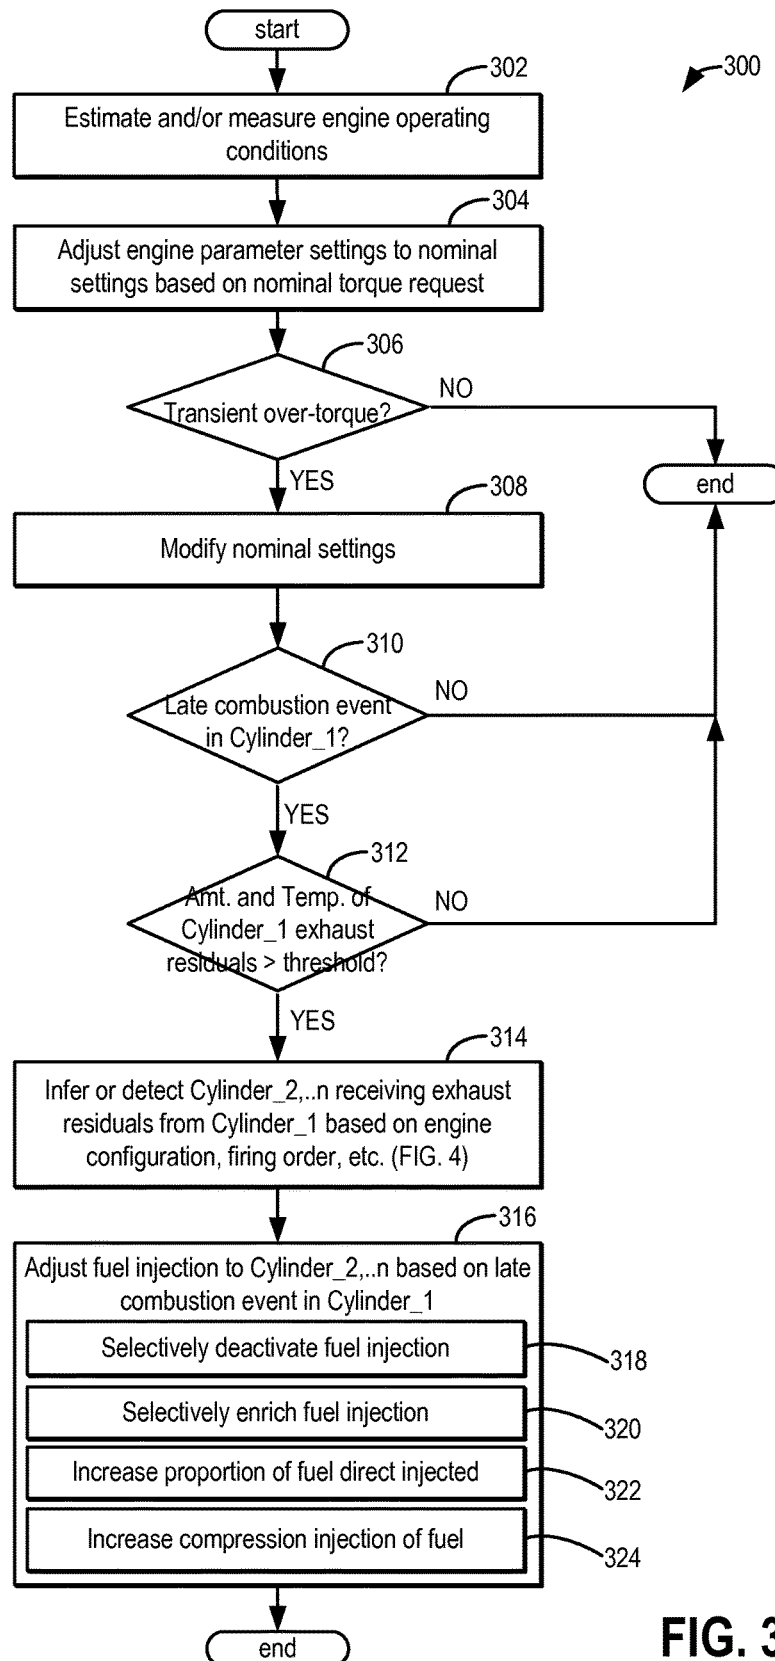 start
302
300
Estimate and/or measure engine operating
conditions
304
Adjust engine parameter settings to nominal
settings based on nominal torque request
306
Transient over-torque?
NO
YES
end
308
Modify nominal settings
310
Late combustion event
in Cylinder_1?
NO
YES
312
Amt. and Temp. of
Cylinder_1 exhaust
residuals > threshold?
NO
YES
314
Infer or detect Cylinder_2,..n receiving exhaust
residuals from Cylinder_1 based on engine
configuration, firing order, etc. (FIG. 4)
316
Adjust fuel injection to Cylinder_2,..n based on late
combustion event in Cylinder_1
Selectively deactivate fuel injection
318
Selectively enrich fuel injection
320
Increase proportion of fuel direct injected
322
Increase compression injection of fuel
324
end
FIG. 3